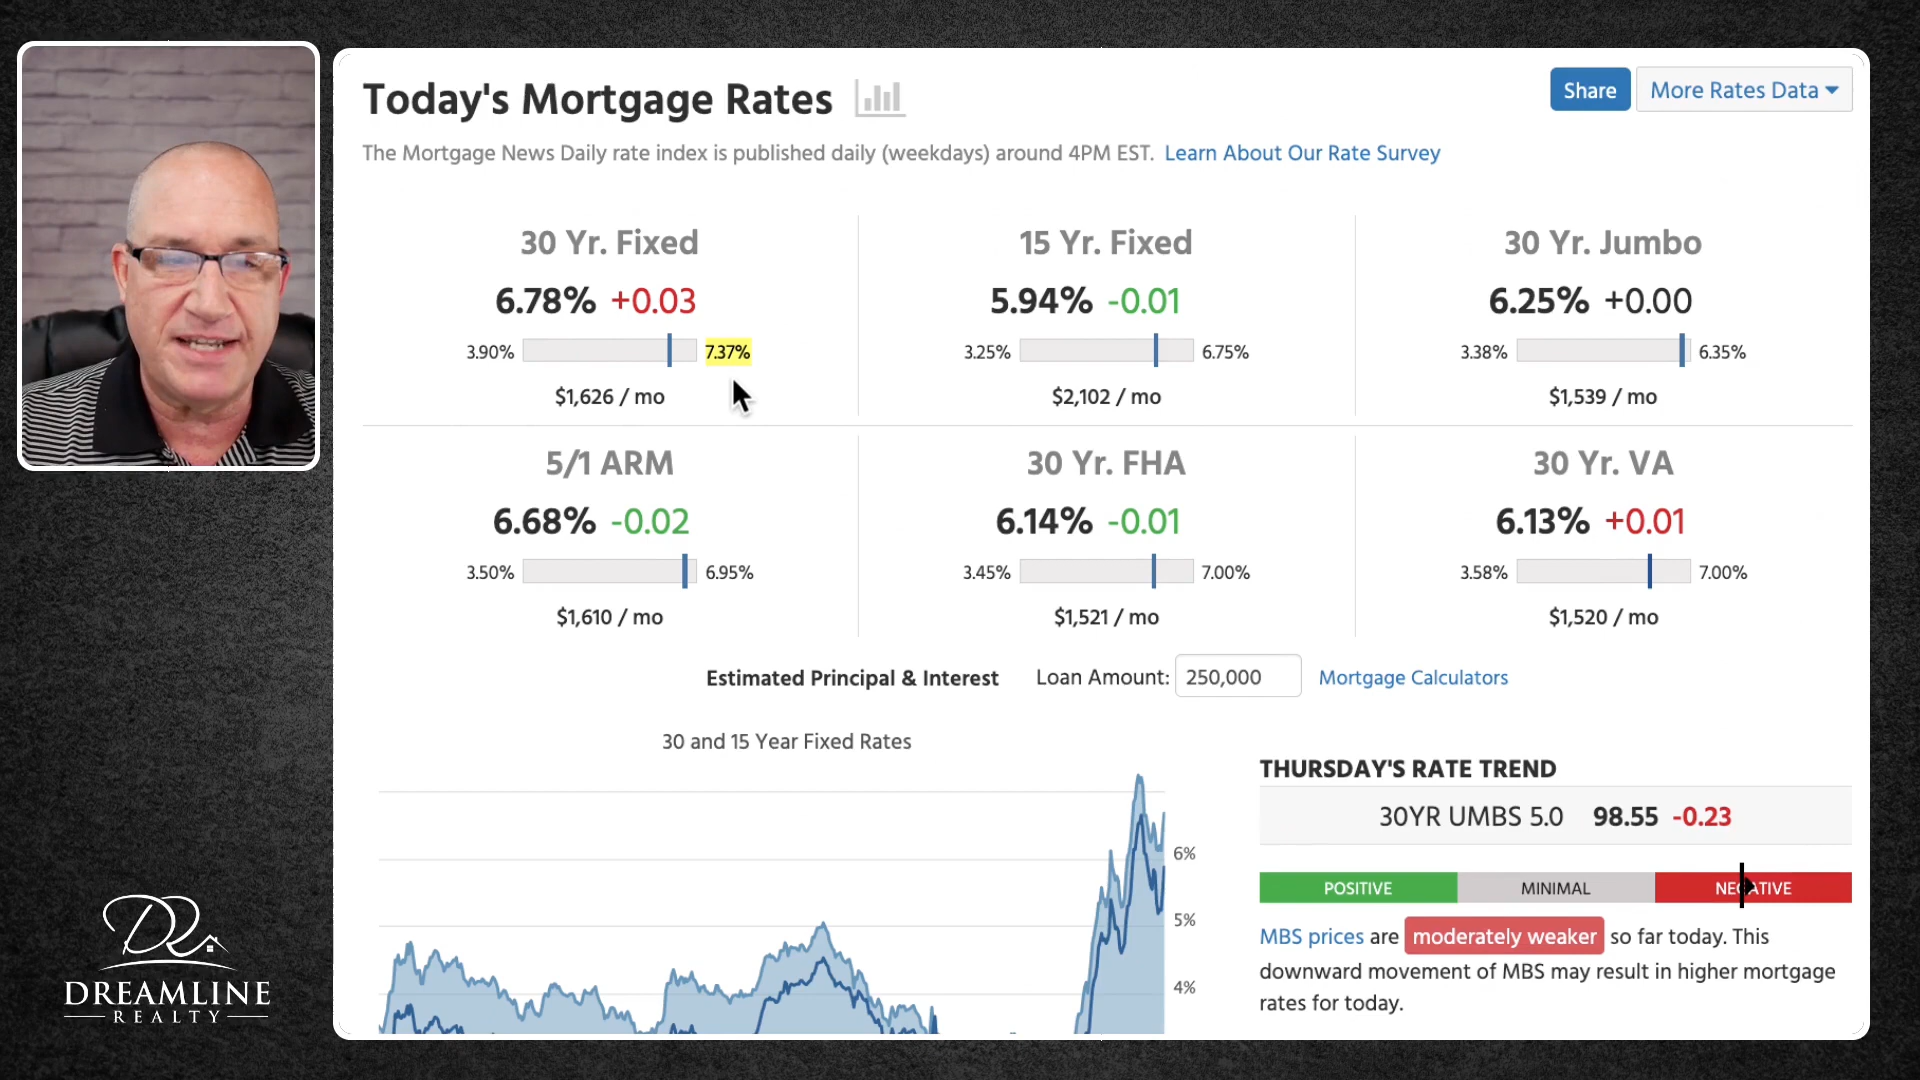 Today's Mortgage Rates
Share
More Rates Data
The Mortgage News Daily rate index is published daily (weekdays) around 4PM EST. Learn About Our Rate Survey
30 Yr. Fixed
6.78% +0.03
3.90% 7.37%
$1,626 / mo
15 Yr. Fixed
5.94% -0.01
3.25% 6.75%
$2,102 / mo
30 Yr. Jumbo
6.25% +0.00
3.38% 6.35%
$1,539 / mo
5/1 ARM
6.68% -0.02
3.50% 6.95%
$1,610 / mo
30 Yr. FHA
6.14% -0.01
3.45% 7.00%
$1,521 / mo
30 Yr. VA
6.13% +0.01
3.58% 7.00%
$1,520 / mo
Estimated Principal & Interest Loan Amount: 250,000 Mortgage Calculators
30 and 15 Year Fixed Rates
6%
5%
4%
THURSDAY'S RATE TREND
30YR UMBS 5.0 98.55 -0.23
POSITIVE MINIMAL NEGATIVE
MBS prices are moderately weaker so far today. This
downward movement of MBS may result in higher mortgage
rates for today.
DR
DREAMLINE
REALTY